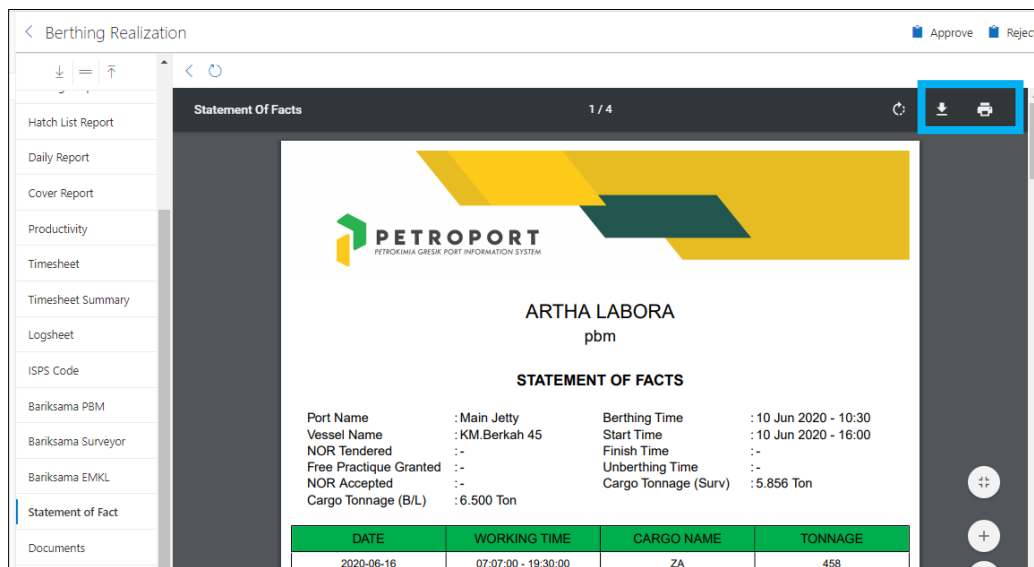 Berthing Realization
Approve
Reject
Hatch List Report
Daily Report
Cover Report
Productivity
Timesheet
Timesheet Summary
Logsheet
ISPS Code
Bariksama PBM
Bariksama Surveyor
Bariksama EMKL
Statement of Fact
Documents
Statement Of Facts
1 / 4
PETROPORT
PETROKIMIA GRESIK PORT INFORMATION SYSTEM
ARTHA LABORA
pbm
STATEMENT OF FACTS
Port Name : Main Jetty Berthing Time : 10 Jun 2020 - 10:30
Vessel Name : KM.Berkah 45 Start Time : 10 Jun 2020 - 16:00
NOR Tendered :- Finish Time :-
Free Practique Granted :- Unberthing Time :-
NOR Accepted :- Cargo Tonnage (Surv) : 5.856 Ton
Cargo Tonnage (B/L) : 6.500 Ton
DATE WORKING TIME CARGO NAME TONNAGE
2020-06-16 07:07:00 - 19:30:00 ZA 458